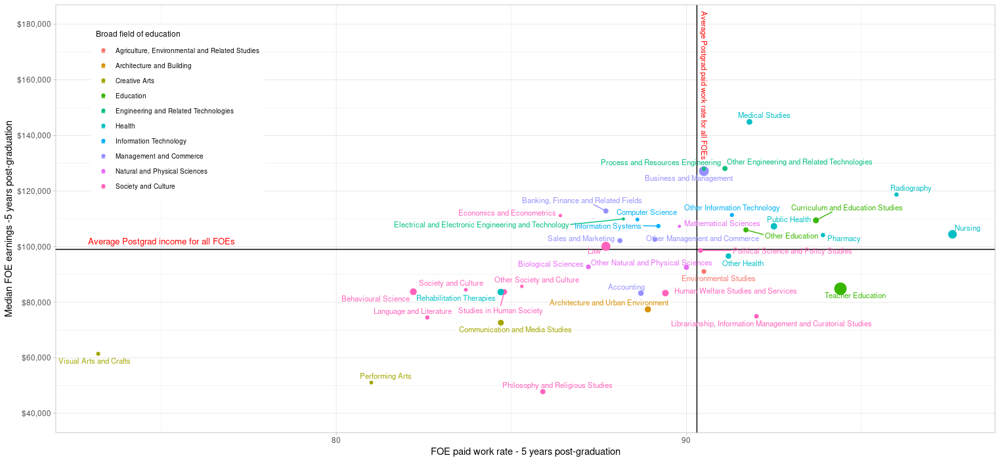 $180,000
$160,000
$140,000
$120,000
$100,000
$80,000
$60,000
$40,000
Median FOE earnings -5 years post-graduation
Broad field of education
Agriculture, Environmental and Related Studies
Architecture and Building
Creative Arts
Education
Engineering and Related Technologies
Health
Information Technology
Management and Commerce
Natural and Physical Sciences
Society and Culture
Average Postgrad paid work rate for all FOEs
Average Postgrad income for all FOEs
Medical Studies
Process and Resources Engineering
Other Engineering and Related Technologies
Business and Management
Radiography
Banking, Finance and Related Fields
Economics and Econometrics
Computer Science
Other Information Technology
Curriculum and Education Studies
Electrical and Electronic Engineering and Technology
Information Systems
Mathematical Sciences
Public Health
Nursing
Sales and Marketing
Other Management and Commerce
Other Education
Pharmacy
Law
Political Science and Policy Studies
Biological Sciences
Other Natural and Physical Sciences
Other Health
Environmental Studies
Society and Culture
Other Society and Culture
Accounting
Human Welfare Studies and Services
Behavioural Science
Rehabilitation Therapies
Teacher Education
Architecture and Urban Environment
Language and Literature
Studies in Human Society
Librarianship, Information Management and Curatorial Studies
Communication and Media Studies
Visual Arts and Crafts
Performing Arts
Philosophy and Religious Studies
80
90
FOE paid work rate - 5 years post-graduation